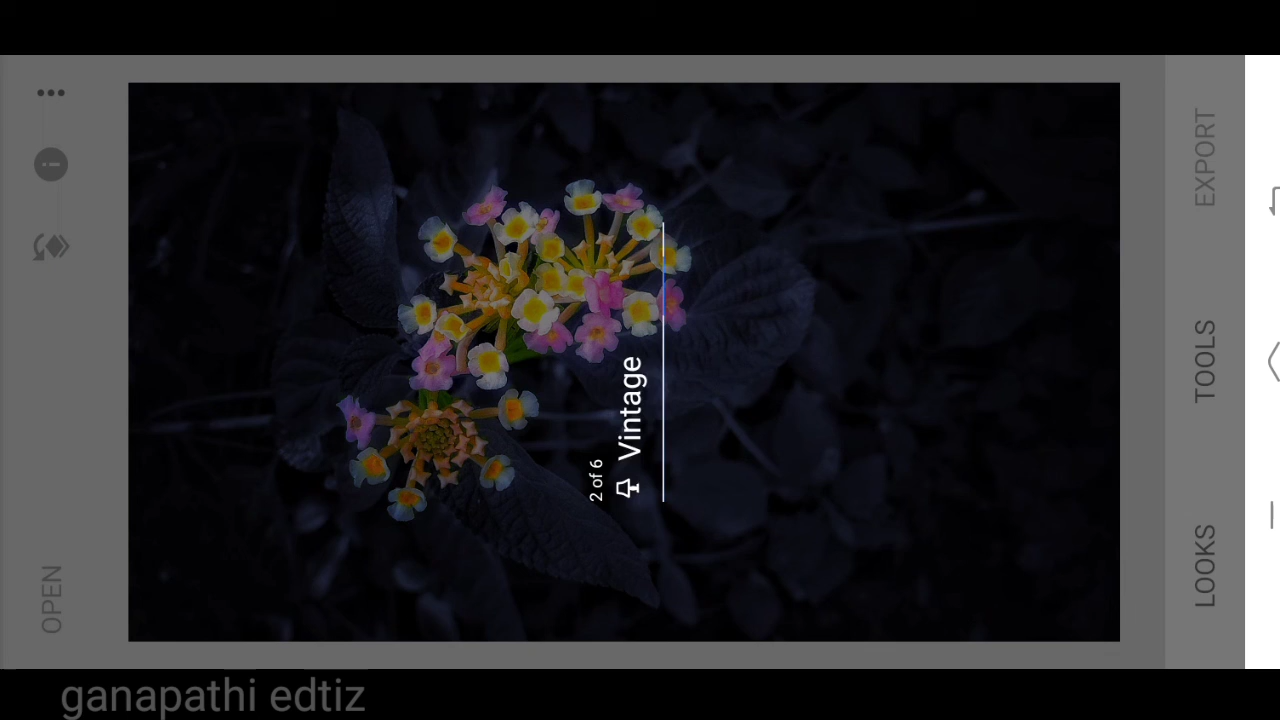 OPEN
2 of 6
Vintage
LOOKS
TOOLS
EXPORT
ganapathi edtiz